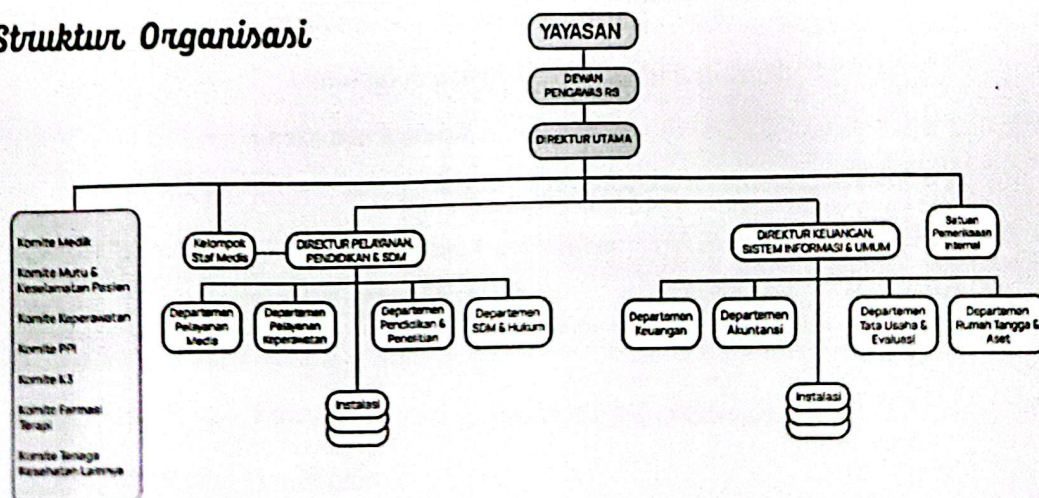 Struktur Organisasi
YAYASAN
DEWAN
PENGAWAS RS
DIREKTUR UTAMA
Komite Medik
Komite Mutu &
Keselamatan Pasien
Komite Keperawatan
Komite PPI
Komite K3
Komite Farmasi
Terapi
Komite Tenaga
Kesehatan Lainnya
Kelompok
Staf Medis
DIREKTUR PELAYANAN,
PENDIDIKAN & SDM
DIREKTUR KEUANGAN,
SISTEM INFORMASI & UMUM
Satuan
Pemeriksaan
Internal
Departemen
Pelayanan
Medis
Departemen
Pelayanan
Keperawatan
Departemen
Pendidikan &
Penelitian
Departemen
SDM & Hukum
Departemen
Keuangan
Departemen
Akuntansi
Departemen
Tata Usaha &
Evaluasi
Departemen
Rumah Tangga &
Aset
Instalasi
Instalasi